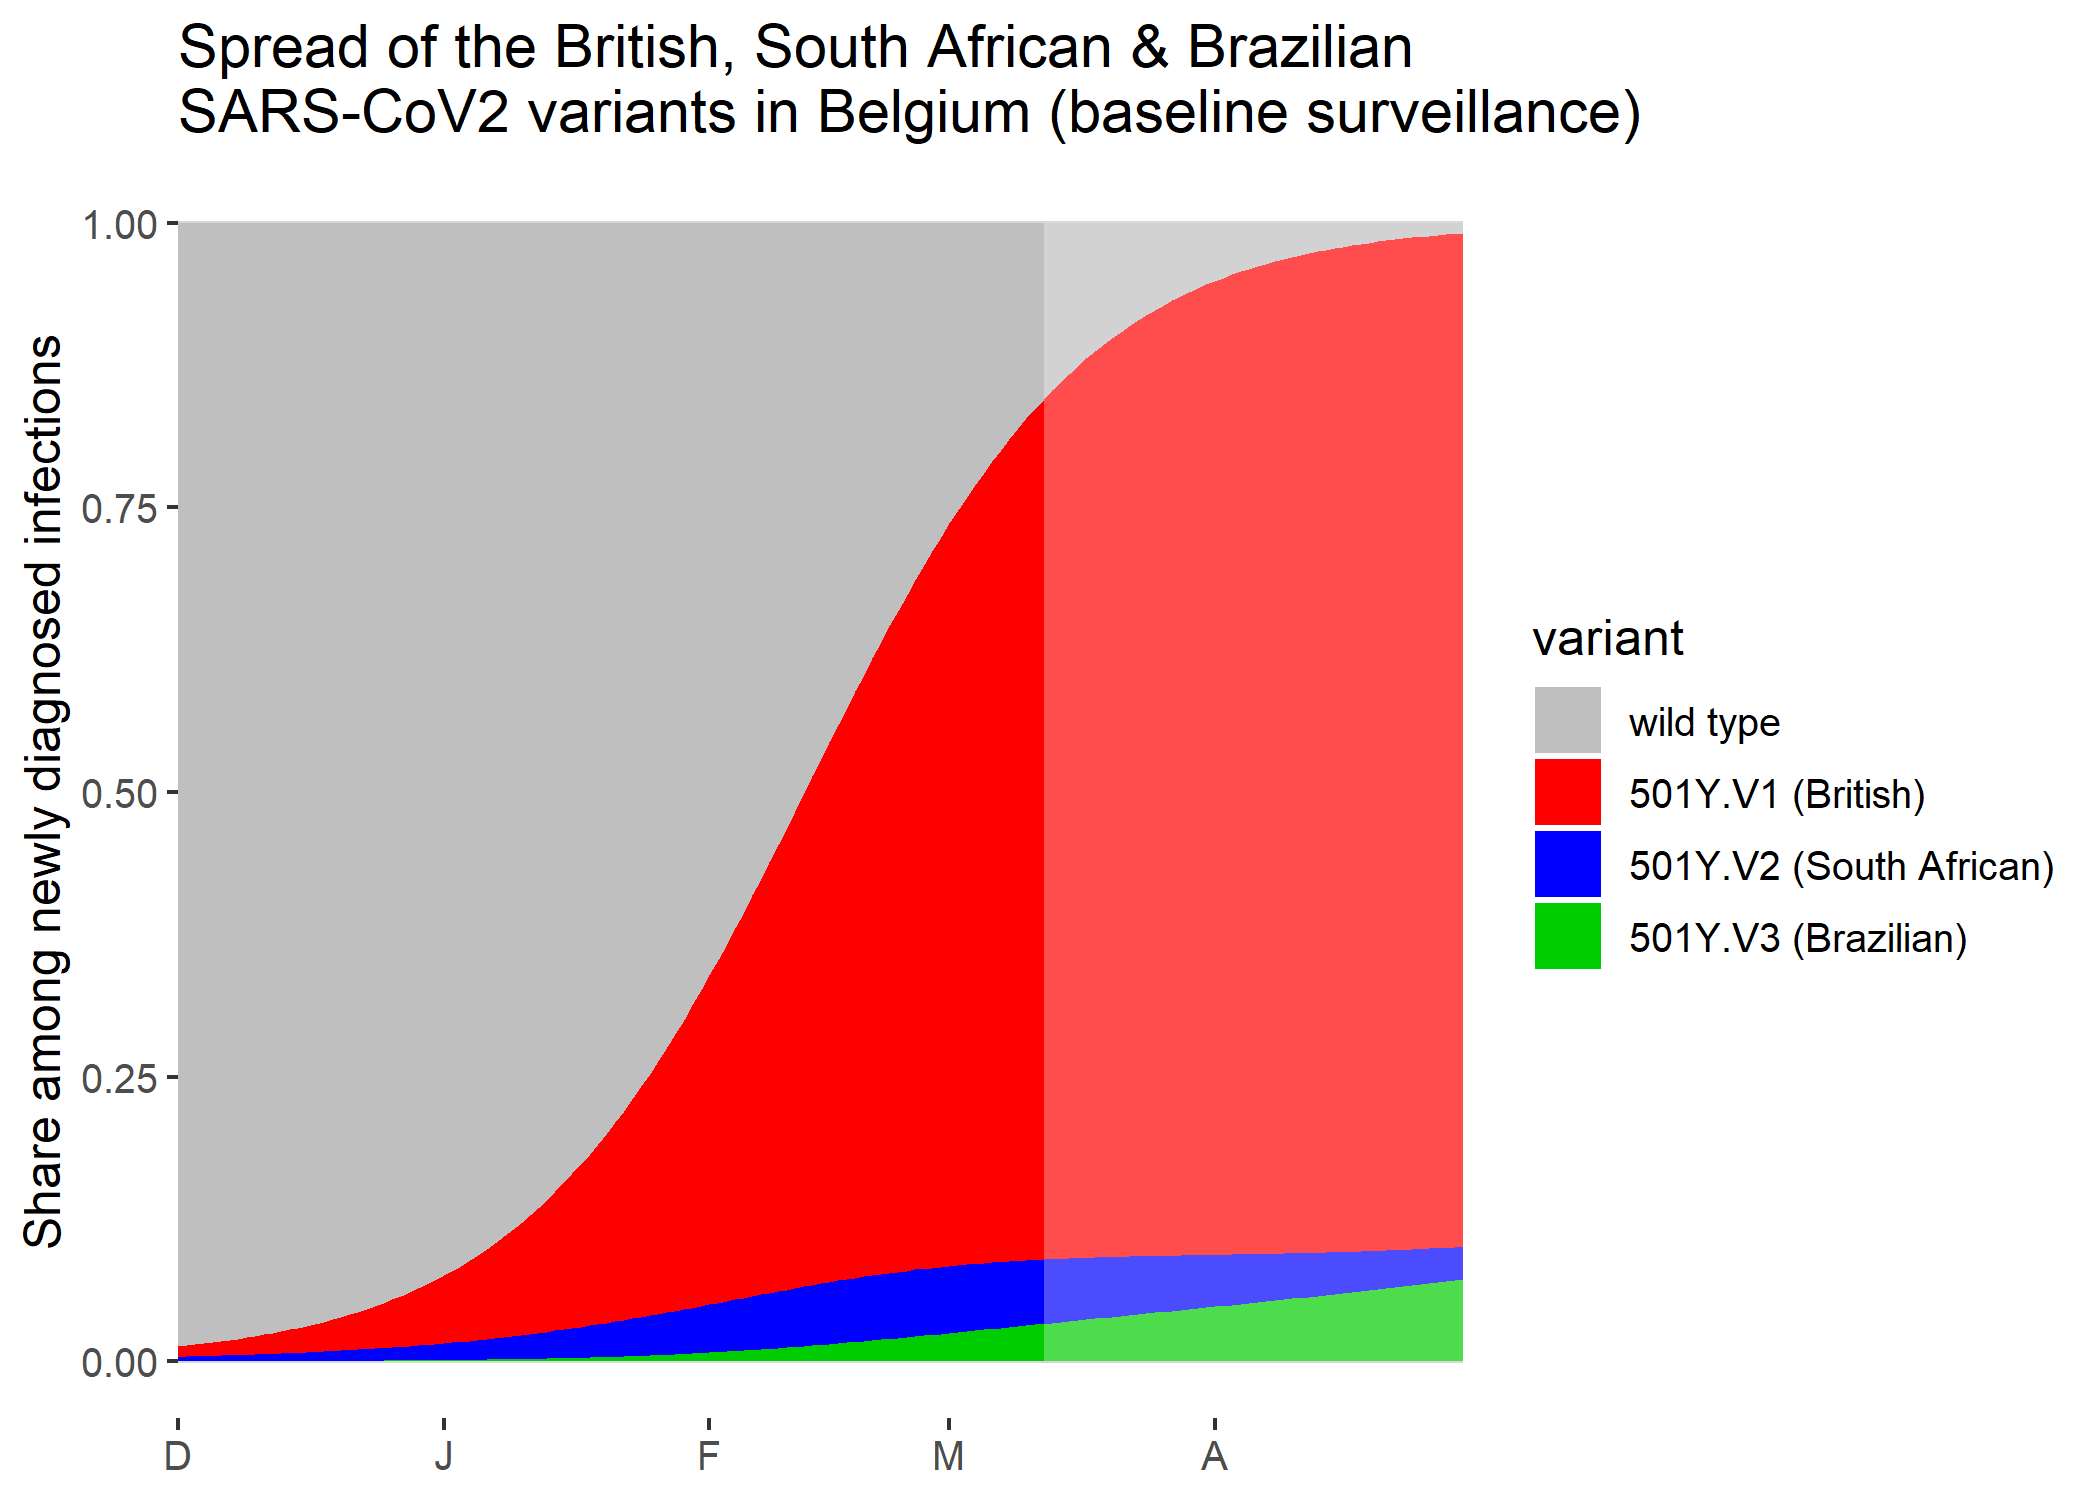 Spread of the British, South African & Brazilian
SARS-CoV2 variants in Belgium (baseline surveillance)
Share among newly diagnosed infections
1.00
0.75
0.50
0.25
0.00
D J F M A
variant
wild type
501Y.V1 (British)
501Y.V2 (South African)
501Y.V3 (Brazilian)